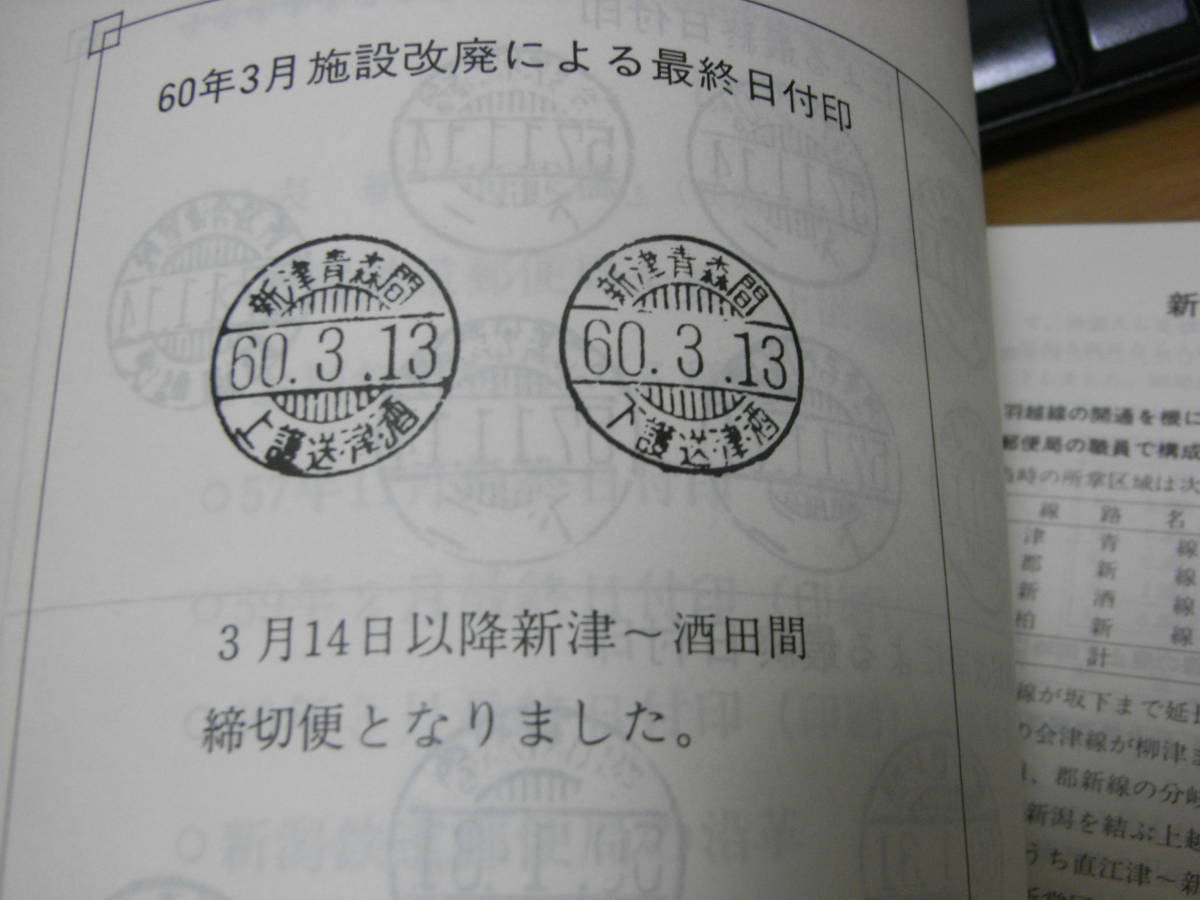 60年3月施設改廃による最終日付印
新津青森間
60.3.13
上護送・津酒
新津青森間
60.3.13
下護送・津酒
3月14日以降新津～酒田間
締切便となりました。
新
羽越線の開通を機に
郵便局の職員で構成
当時の所掌区域は次
線 路 名
津 青 線
郡 新 線
新 酒 線
柏 新 線
計
線が坂下まで延
の会津線が柳津ま
、郡新線の分岐
新潟を結ぶ上越
うち直江津～新